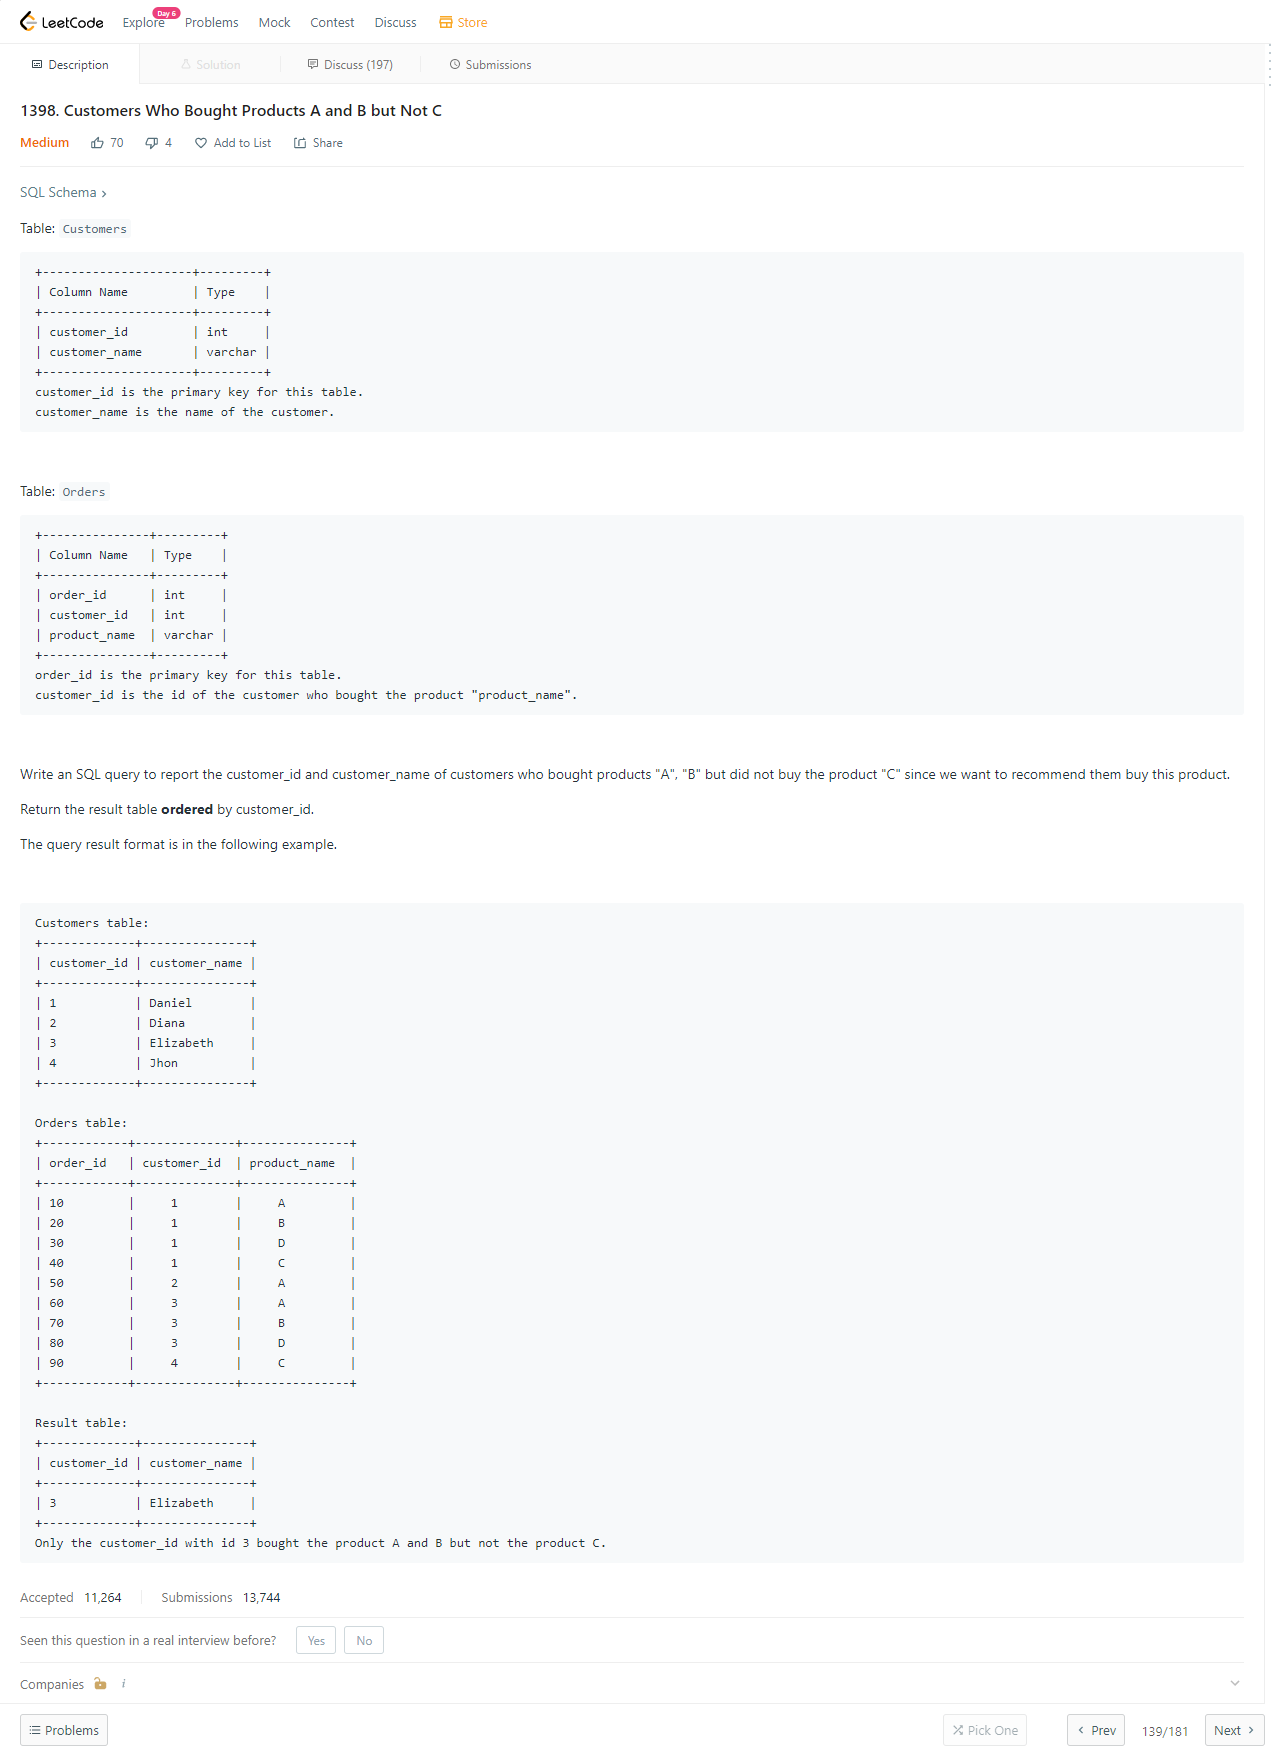 LeetCode Explore Day 6 Problems Mock Contest Discuss Store
Description Solution Discuss (197) Submissions
1398. Customers Who Bought Products A and B but Not C
Medium 70 4 Add to List Share
SQL Schema >
Table: Customers
+---------------------+---------+
| Column Name         | Type    |
+---------------------+---------+
| customer_id         | int     |
| customer_name       | varchar |
+---------------------+---------+
customer_id is the primary key for this table.
customer_name is the name of the customer.
Table: Orders
+---------------+---------+
| Column Name   | Type    |
+---------------+---------+
| order_id      | int     |
| customer_id   | int     |
| product_name  | varchar |
+---------------+---------+
order_id is the primary key for this table.
customer_id is the id of the customer who bought the product "product_name".
Write an SQL query to report the customer_id and customer_name of customers who bought products "A", "B" but did not buy the product "C" since we want to recommend them buy this product.
Return the result table ordered by customer_id.
The query result format is in the following example.
Customers table:
+-------------+---------------+
| customer_id | customer_name |
+-------------+---------------+
| 1           | Daniel        |
| 2           | Diana         |
| 3           | Elizabeth     |
| 4           | Jhon          |
+-------------+---------------+
Orders table:
+------------+--------------+---------------+
| order_id   | customer_id  | product_name  |
+------------+--------------+---------------+
| 10         |     1        |     A         |
| 20         |     1        |     B         |
| 30         |     1        |     D         |
| 40         |     1        |     C         |
| 50         |     2        |     A         |
| 60         |     3        |     A         |
| 70         |     3        |     B         |
| 80         |     3        |     D         |
| 90         |     4        |     C         |
+------------+--------------+---------------+
Result table:
+-------------+---------------+
| customer_id | customer_name |
+-------------+---------------+
| 3           | Elizabeth     |
+-------------+---------------+
Only the customer_id with id 3 bought the product A and B but not the product C.
Accepted 11,264 Submissions 13,744
Seen this question in a real interview before? Yes No
Companies i
Problems Pick One < Prev 139/181 Next >